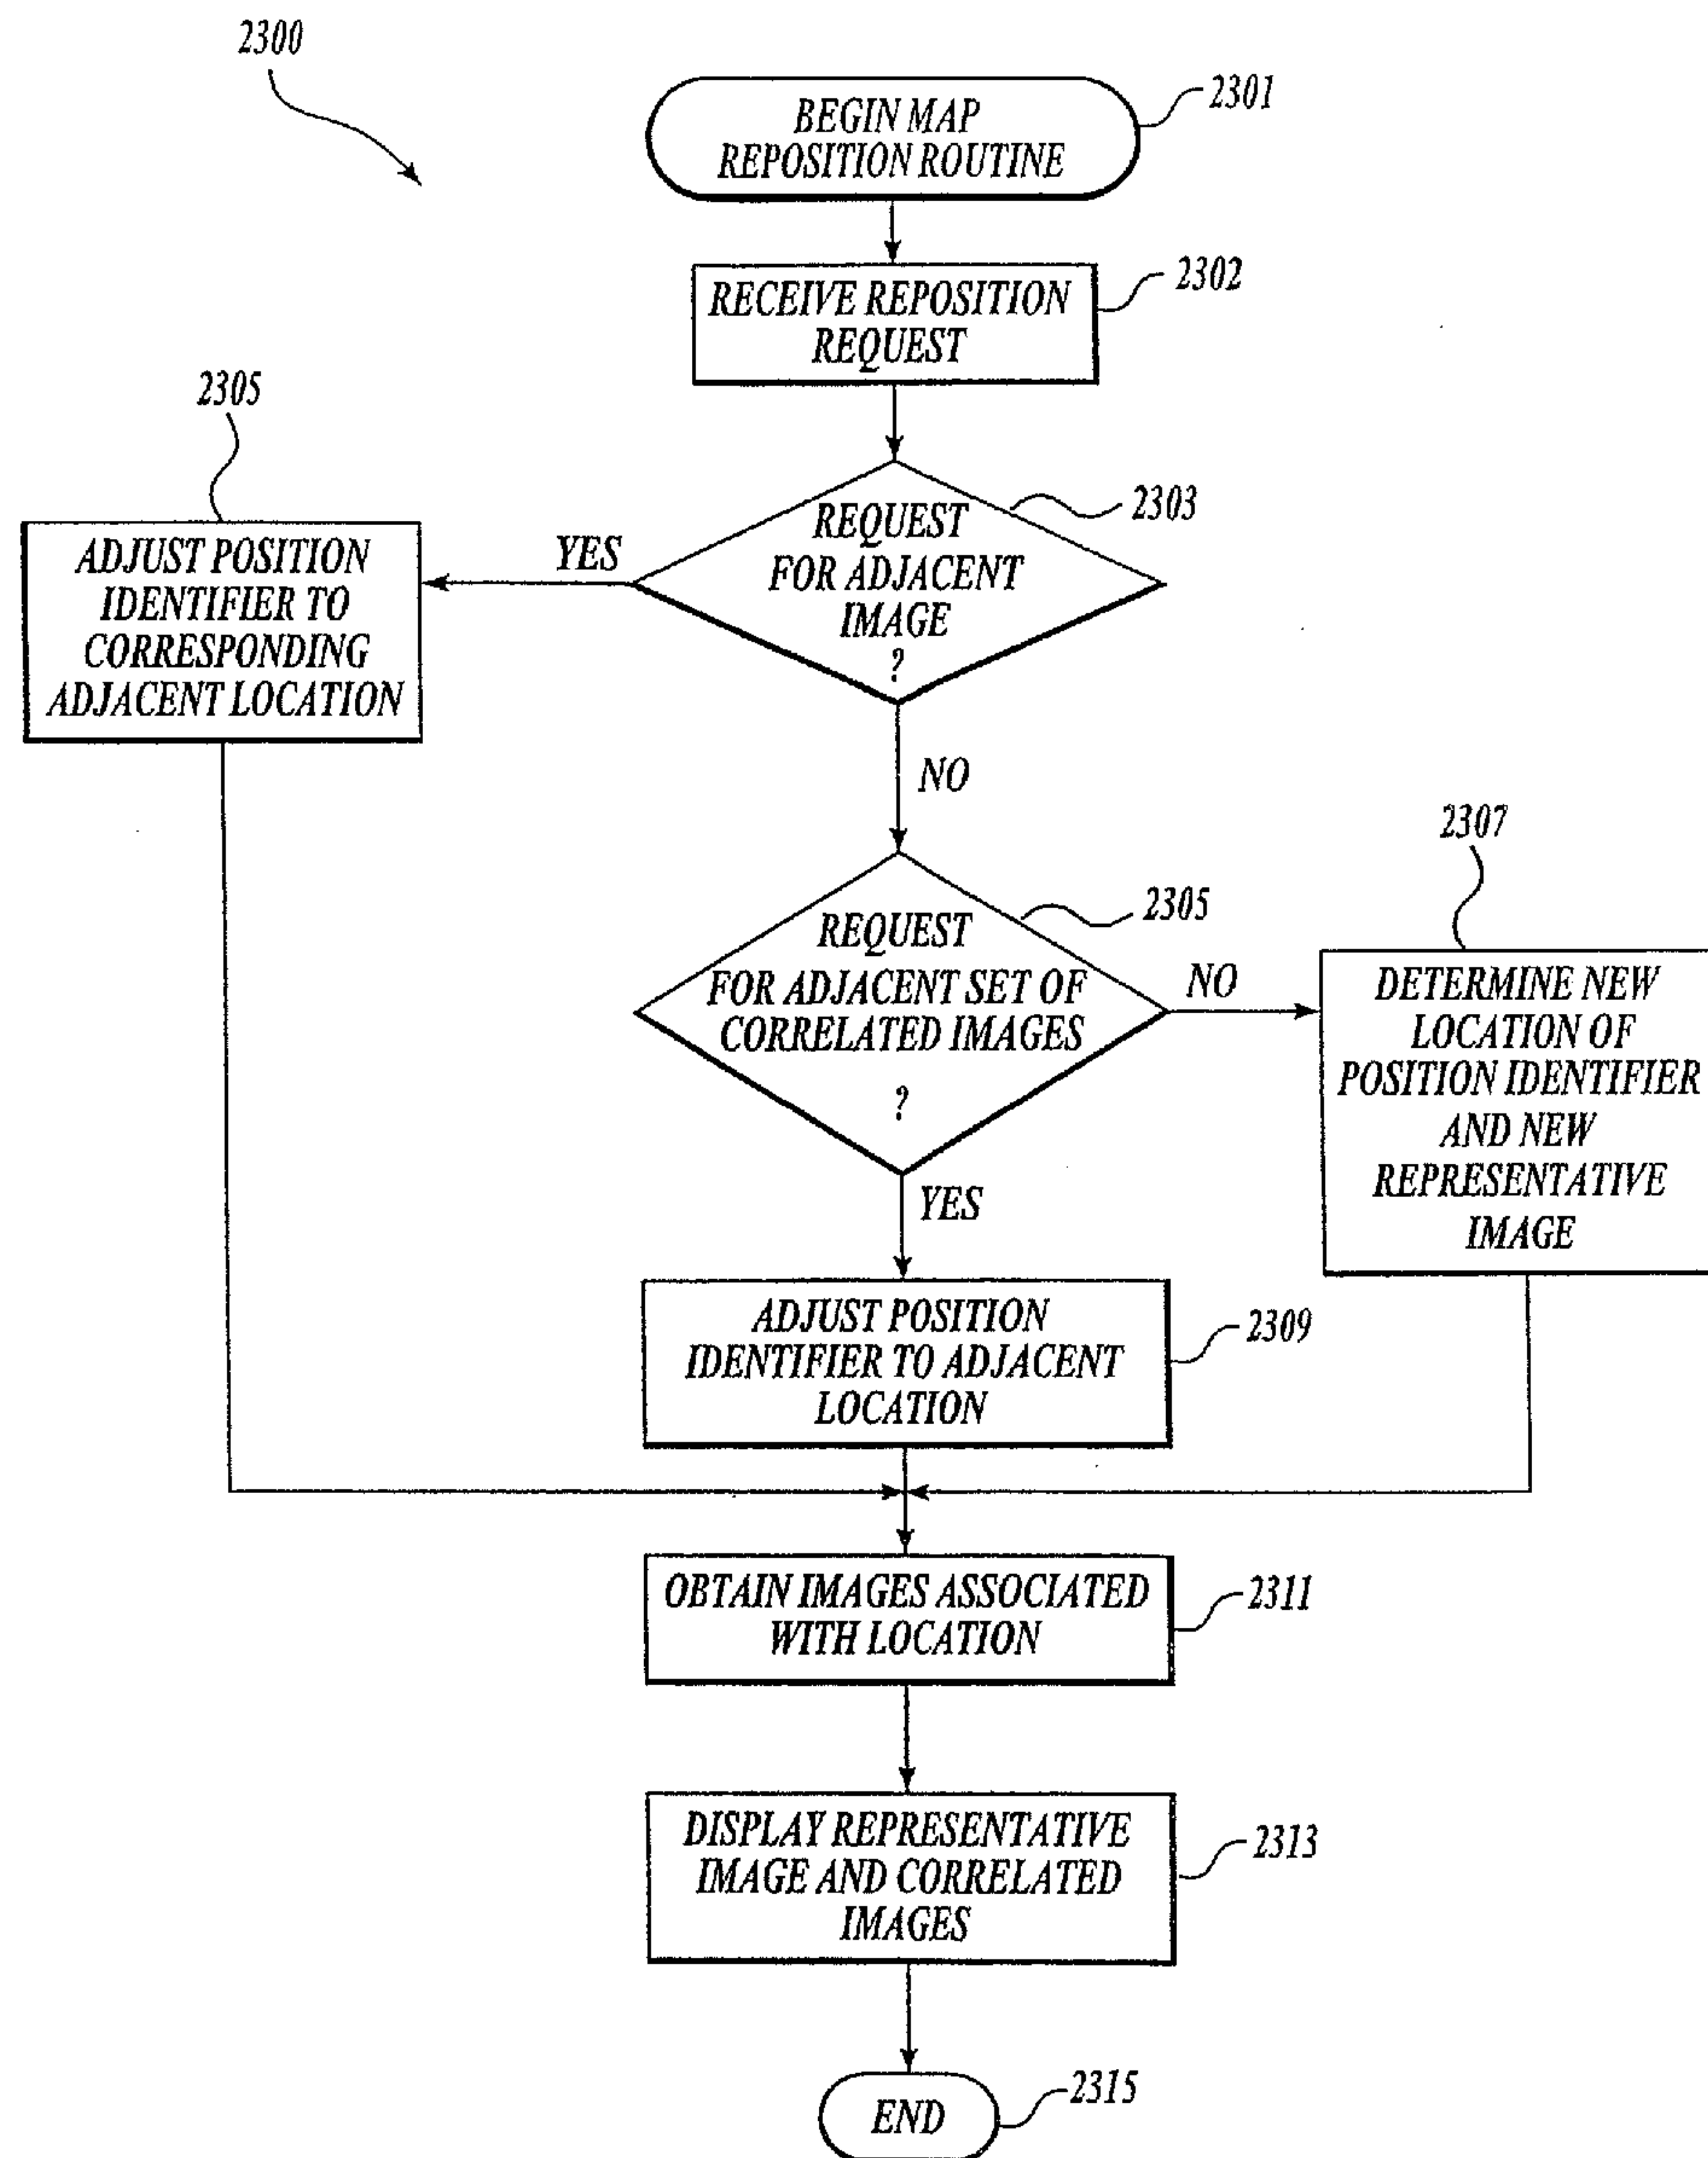 2300
BEGIN MAP
REPOSITION ROUTINE
2301
RECEIVE REPOSITION
REQUEST
2302
REQUEST
FOR ADJACENT
IMAGE
?
2303
YES
2305
ADJUST POSITION
IDENTIFIER TO
CORRESPONDING
ADJACENT LOCATION
NO
REQUEST
FOR ADJACENT SET OF
CORRELATED IMAGES
?
2305
NO
2307
DETERMINE NEW
LOCATION OF
POSITION IDENTIFIER
AND NEW
REPRESENTATIVE
IMAGE
YES
ADJUST POSITION
IDENTIFIER TO ADJACENT
LOCATION
2309
OBTAIN IMAGES ASSOCIATED
WITH LOCATION
2311
DISPLAY REPRESENTATIVE
IMAGE AND CORRELATED
IMAGES
2313
END
2315